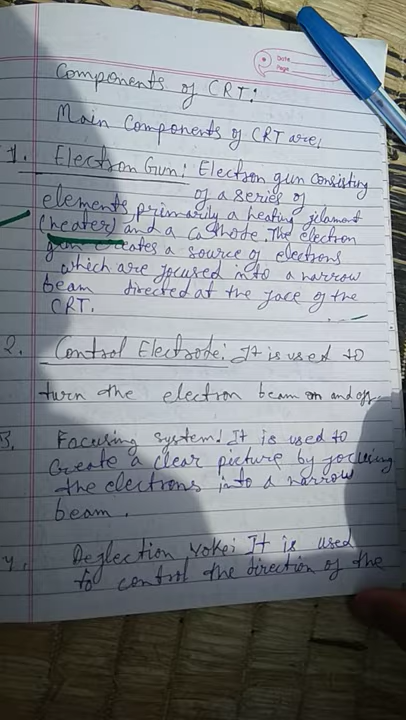 Date
Page
Components of CRT:
Main Components of CRT are,
1. Electron Gun: Electron gun consisting
of a series of
elements, primarily a heating filament
(heater) and a cathode. The electron
gun creates a source of electrons
which are focused into a narrow
beam directed at the face of the
CRT.
2. Control Electrode: It is used to
turn the electron beam on and off.
3. Focusing system: It is used to
Create a clear picture by focusing
the electrons into a narrow
beam.
4. Deflection Yoke: It is used
to control the direction of the